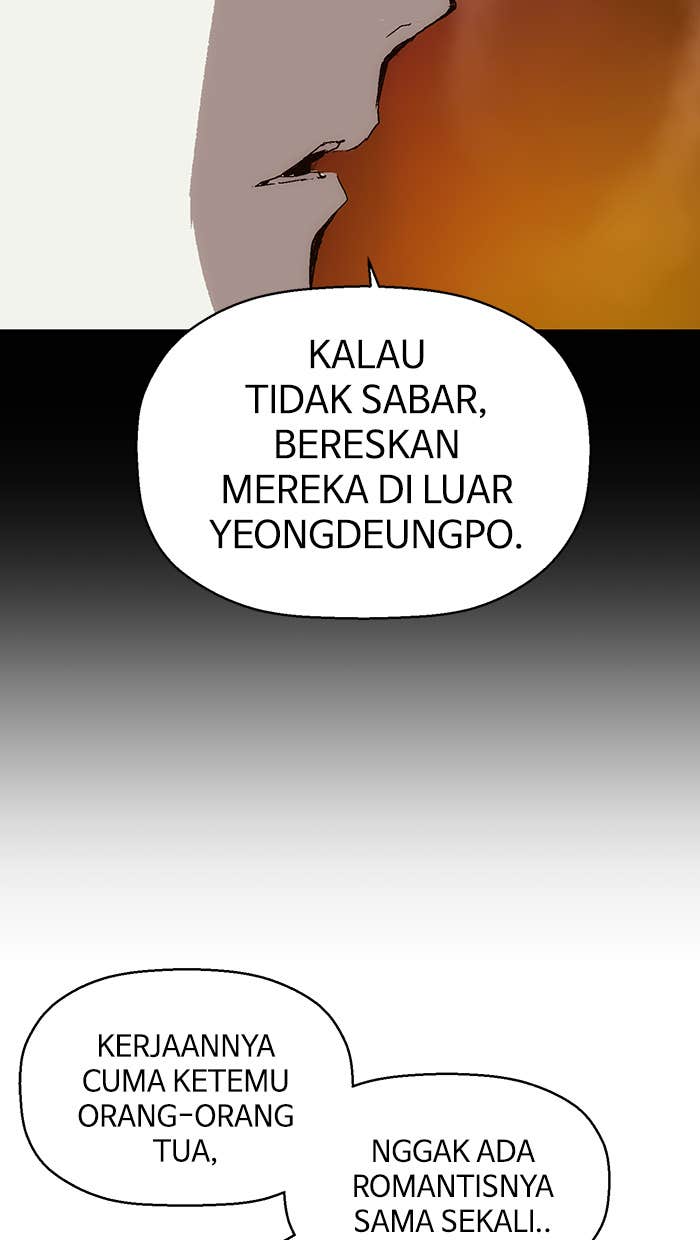 KALAU
TIDAK SABAR,
BERESKAN
MEREKA DI LUAR
YEONGDEUNGPO.
KERJAANNYA
CUMA KETEMU
ORANG-ORANG
TUA,
NGGAK ADA
ROMANTISNYA
SAMA SEKALI..